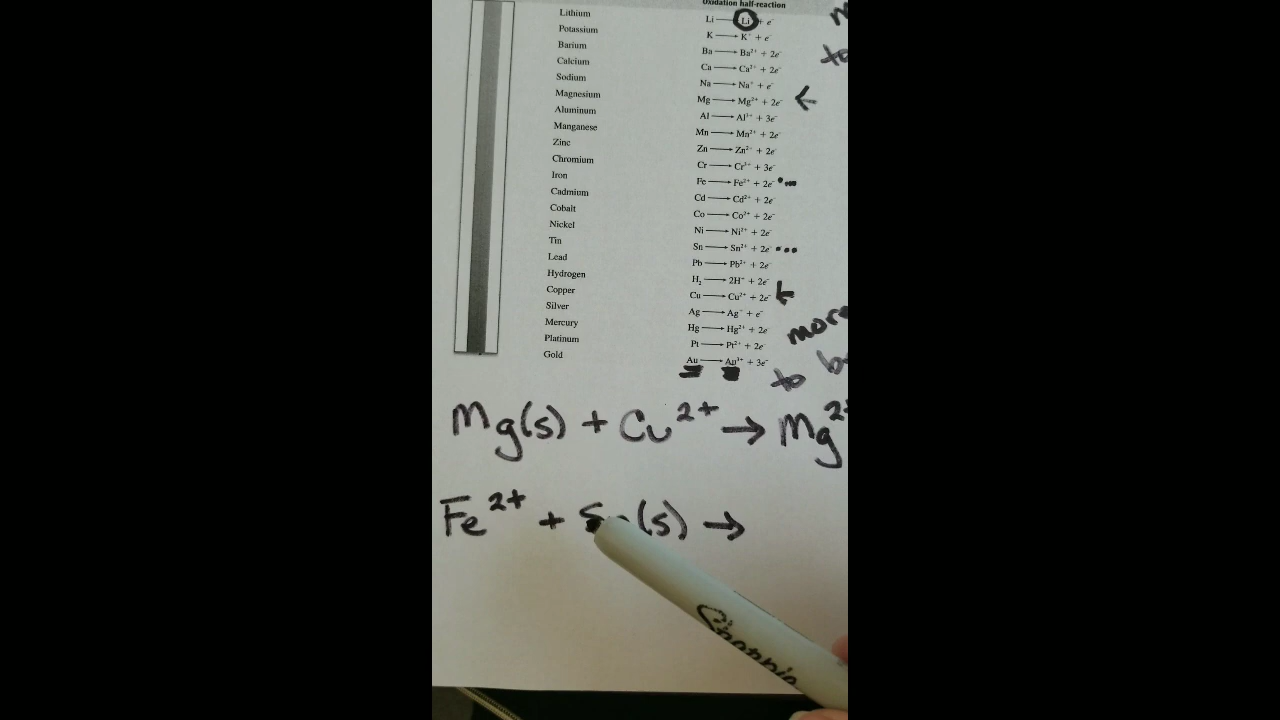 Oxidation half-reaction
Lithium Li → Li + e⁻
Potassium K → K⁺ + e⁻
Barium Ba → Ba²⁺ + 2e⁻
Calcium Ca → Ca²⁺ + 2e⁻
Sodium Na → Na⁺ + e⁻
Magnesium Mg → Mg²⁺ + 2e⁻ ←
Aluminum Al → Al³⁺ + 3e⁻
Manganese Mn → Mn²⁺ + 2e⁻
Zinc Zn → Zn²⁺ + 2e⁻
Chromium Cr → Cr³⁺ + 3e⁻
Iron Fe → Fe²⁺ + 2e⁻
Cadmium Cd → Cd²⁺ + 2e⁻
Cobalt Co → Co²⁺ + 2e⁻
Nickel Ni → Ni²⁺ + 2e⁻
Tin Sn → Sn²⁺ + 2e⁻
Lead Pb → Pb²⁺ + 2e⁻
Hydrogen H₂ → 2H⁺ + 2e⁻
Copper Cu → Cu²⁺ + 2e⁻ ←
Silver Ag → Ag⁺ + e⁻
Mercury Hg → Hg²⁺ + 2e⁻
Platinum Pt → Pt²⁺ + 2e⁻
Gold Au → Au³⁺ + 3e⁻
to
more
to
Mg(s) + Cu²⁺ → Mg²⁺
Fe²⁺ + (s) →
Sharpie